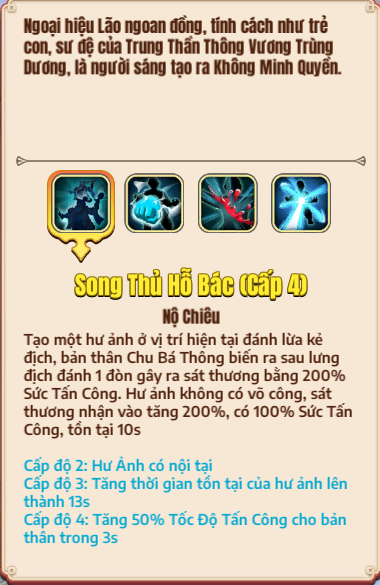 Ngoại hiệu Lão ngoan đồng, tính cách như trẻ
con, sư đệ của Trung Thần Thông Vương Trùng
Dương, là người sáng tạo ra Không Minh Quyền.
Song Thủ Hỗ Bác (Cấp 4)
Nộ Chiêu
Tạo một hư ảnh ở vị trí hiện tại đánh lừa kẻ
địch, bản thân Chu Bá Thông biến ra sau lưng
địch đánh 1 đòn gây ra sát thương bằng 200%
Sức Tấn Công. Hư ảnh không có võ công, sát
thương nhận vào tăng 200%, có 100% Sức Tấn
Công, tồn tại 10s
Cấp độ 2: Hư Ảnh có nội tại
Cấp độ 3: Tăng thời gian tồn tại của hư ảnh lên
thành 13s
Cấp độ 4: Tăng 50% Tốc Độ Tấn Công cho bản
thân trong 3s